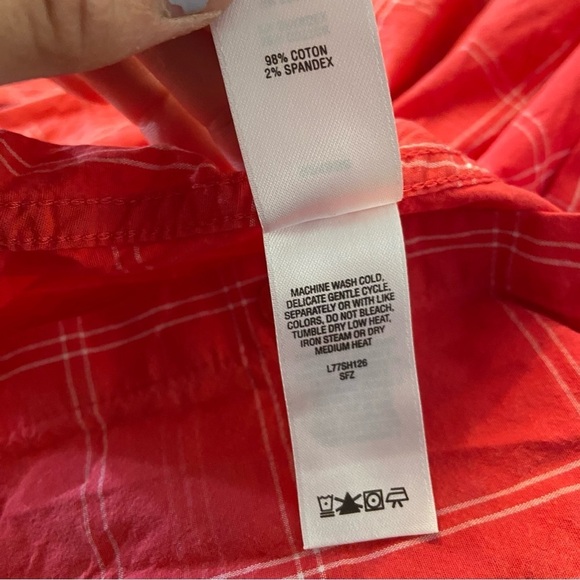 98% COTON
2% SPANDEX
MACHINE WASH COLD,
DELICATE GENTLE CYCLE,
SEPARATELY OR WITH LIKE
COLORS, DO NOT BLEACH.
TUMBLE DRY LOW HEAT,
IRON STEAM OR DRY
MEDIUM HEAT
L77SH126
SFZ